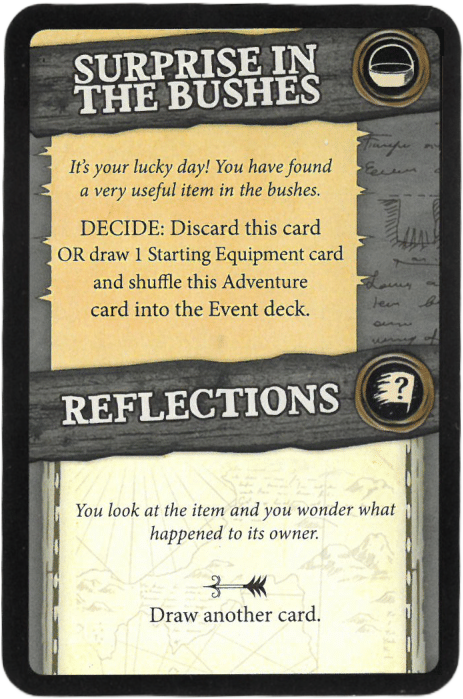 SURPRISE IN
THE BUSHES
It's your lucky day! You have found
a very useful item in the bushes.
DECIDE: Discard this card
OR draw 1 Starting Equipment card
and shuffle this Adventure
card into the Event deck.
?
REFLECTIONS
You look at the item and you wonder what
happened to its owner.
Draw another card.